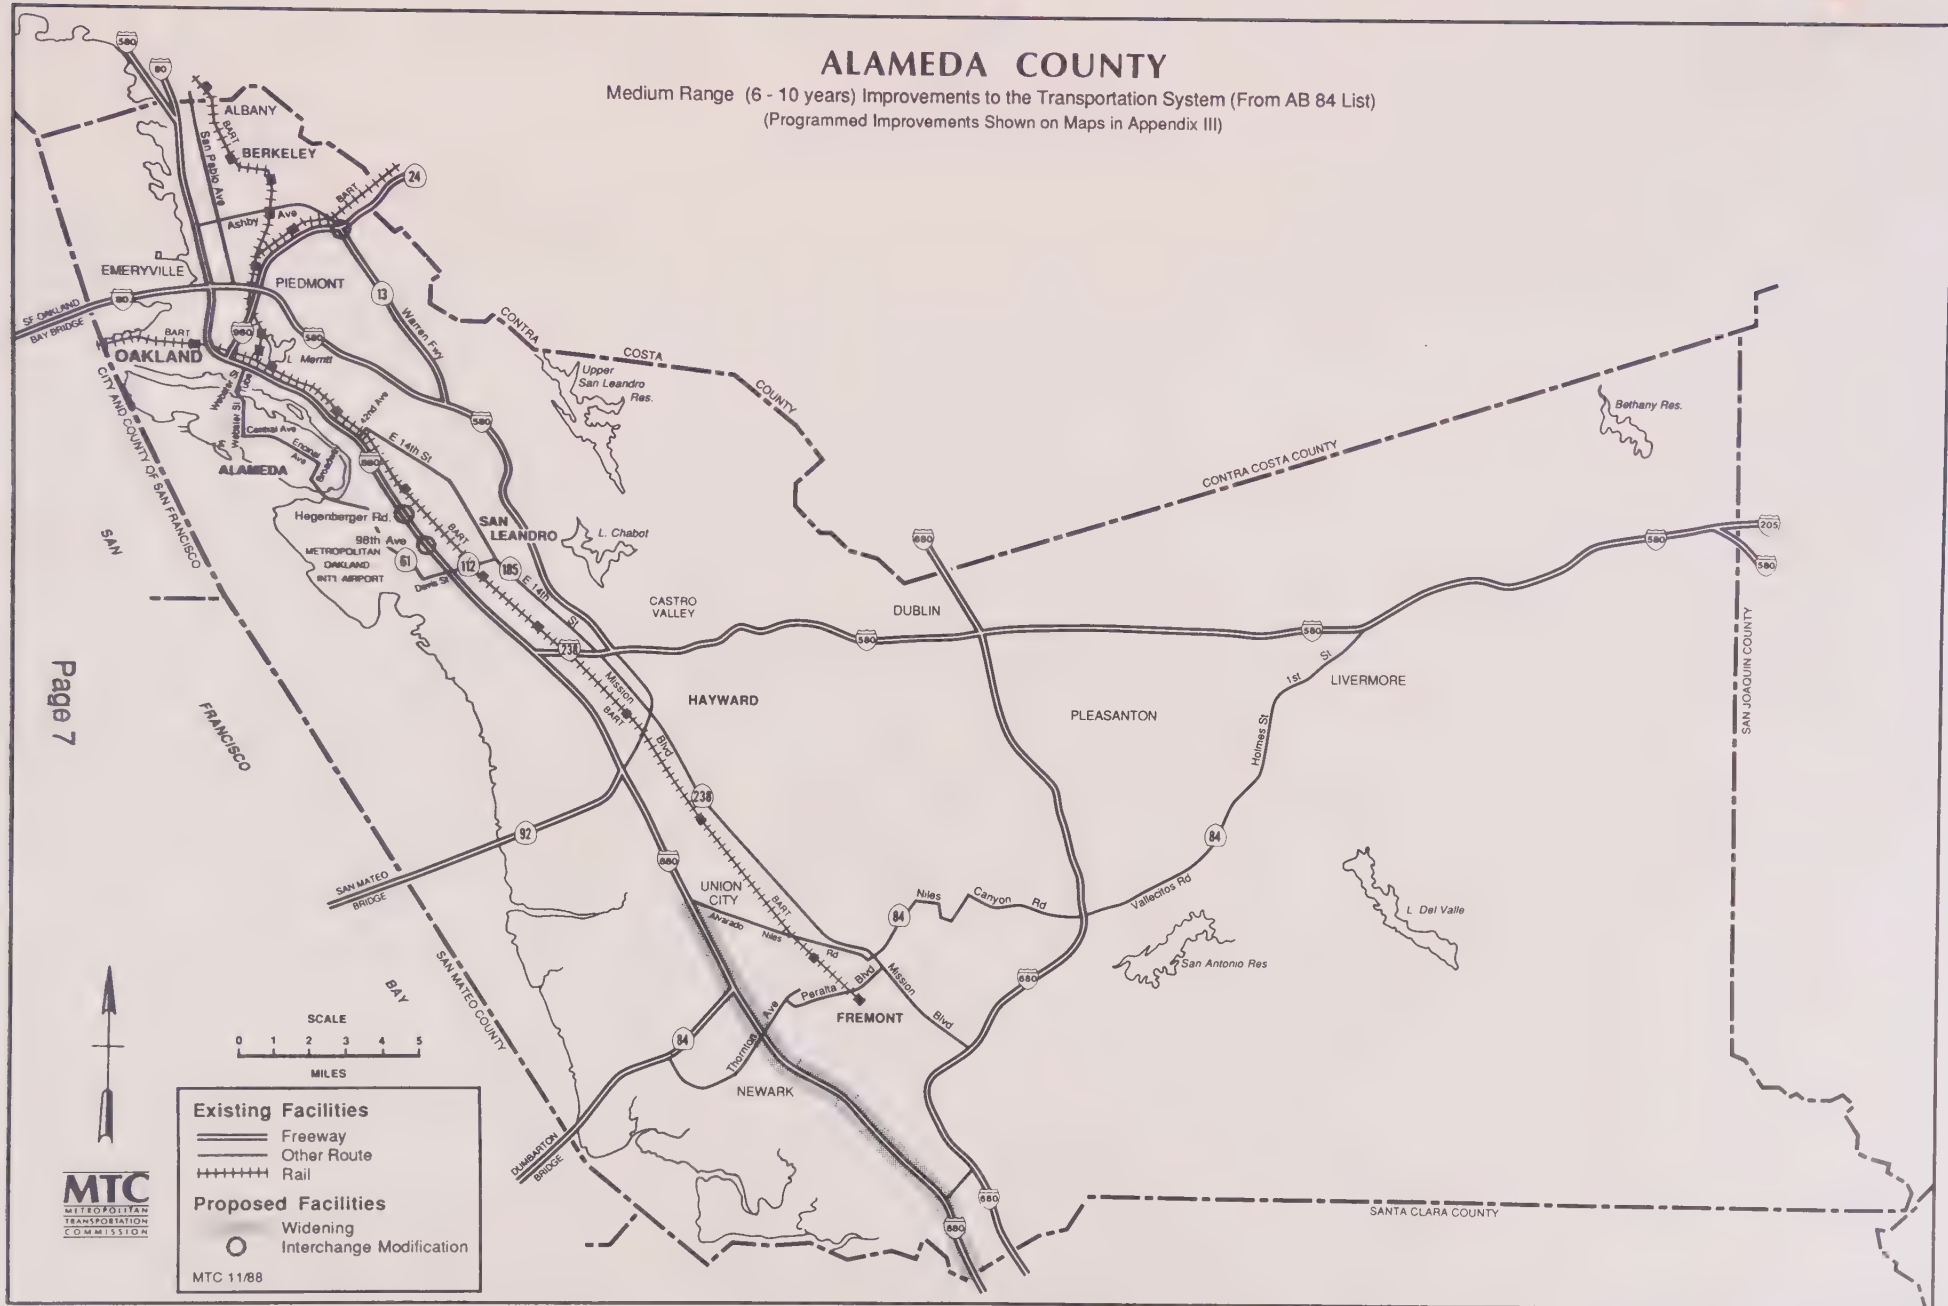 ALAMEDA COUNTY
Medium Range (6 - 10 years) Improvements to the Transportation System (From AB 84 List)
(Programmed Improvements Shown on Maps in Appendix III)
580
80
ALBANY
BART
BERKELEY
San Pablo Ave
24
BART
Ashby Ave
EMERYVILLE
PIEDMONT
13
Warren Fwy
80
SF OAKLAND
BAY BRIDGE
BART
980
580
OAKLAND
L. Merritt
CONTRA COSTA COUNTY
Upper
San Leandro
Res.
CONTRA COSTA COUNTY
Bethany Res.
Webster St
Tube
Webster St
Central Ave
Encinal
Ave
Broadway
42nd Ave
E 14th St
580
880
ALAMEDA
CITY AND COUNTY OF SAN FRANCISCO
Hegenberger Rd.
98th Ave
METROPOLITAN
OAKLAND
INT'L AIRPORT
BART
SAN
LEANDRO
L. Chabot
61
112
185
Davis St
E 14th St
680
205
580
580
CASTRO
VALLEY
DUBLIN
580
580
238
1st St
LIVERMORE
SAN JOAQUIN COUNTY
SAN FRANCISCO BAY
Page 7
Mission Blvd
BART
HAYWARD
PLEASANTON
Holmes St
238
92
84
SAN MATEO
BRIDGE
880
UNION
CITY
BART
Alvarado Niles Rd
84
Niles Canyon Rd
Vallecitos Rd
L. Del Valle
San Antonio Res
SAN MATEO COUNTY
Mission Blvd
680
Peralta Blvd
FREMONT
Thornton Ave
84
NEWARK
SCALE
0 1 2 3 4 5
MILES
DUMBARTON
BRIDGE
680
880
SANTA CLARA COUNTY
Existing Facilities
Freeway
Other Route
Rail
Proposed Facilities
Widening
Interchange Modification
MTC 11/88
MTC
METROPOLITAN
TRANSPORTATION
COMMISSION